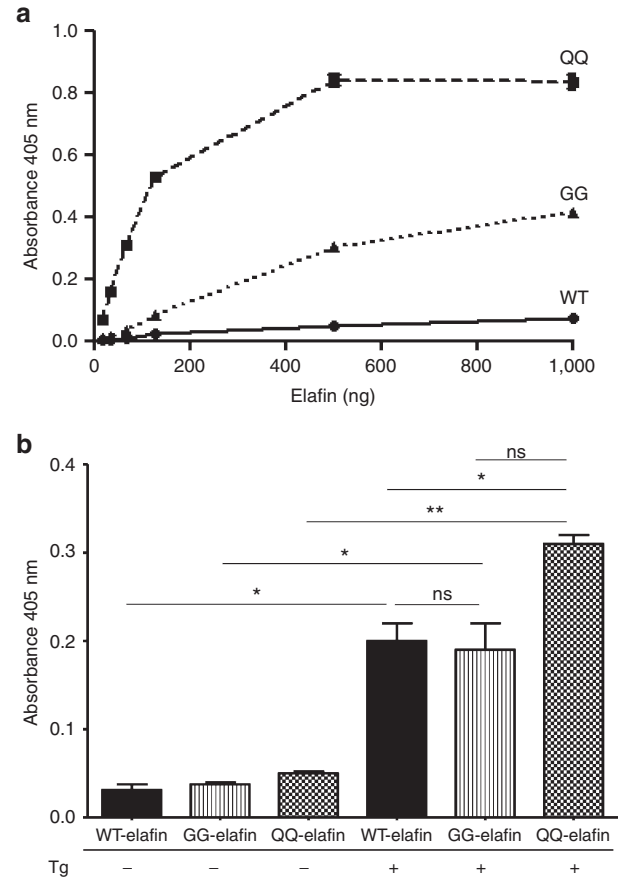 a
1.0
0.8
0.6
0.4
0.2
0.0
Absorbance 405 nm
QQ
GG
WT
0 200 400 600 800 1,000
Elafin (ng)
b
0.4
0.3
0.2
0.1
0.0
Absorbance 405 nm
ns
*
**
*
* ns
WT-elafin GG-elafin QQ-elafin WT-elafin GG-elafin QQ-elafin
Tg – – – + + +